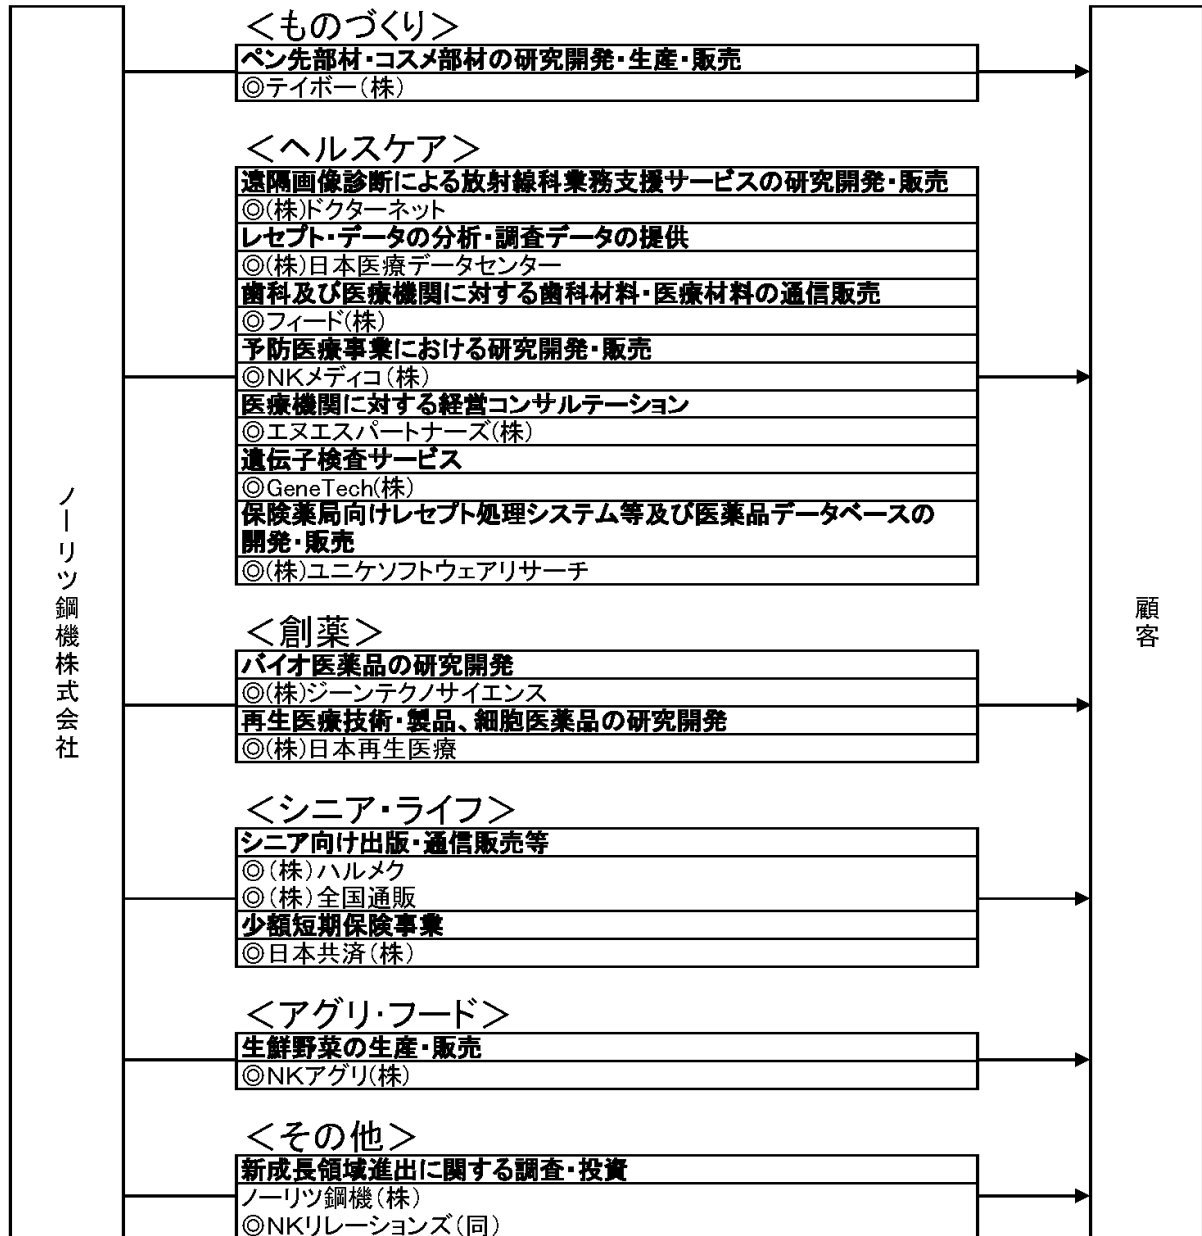 ＜ものづくり＞
ペン先部材・コスメ部材の研究開発・生産・販売
◎テイボー（株）
＜ヘルスケア＞
遠隔画像診断による放射線科業務支援サービスの研究開発・販売
◎(株)ドクターネット
レセプト・データの分析・調査データの提供
◎(株)日本医療データセンター
歯科及び医療機関に対する歯科材料・医療材料の通信販売
◎フィード(株)
予防医療事業における研究開発・販売
◎NKメディコ（株）
医療機関に対する経営コンサルテーション
◎エヌエスパートナーズ(株)
遺伝子検査サービス
◎GeneTech(株)
保険薬局向けレセプト処理システム等及び医薬品データベースの
開発・販売
◎(株)ユニケソフトウェアリサーチ
＜創薬＞
バイオ医薬品の研究開発
◎(株)ジーンテクノサイエンス
再生医療技術・製品、細胞医薬品の研究開発
◎(株)日本再生医療
＜シニア・ライフ＞
シニア向け出版・通信販売等
◎（株）ハルメク
◎（株）全国通販
少額短期保険事業
◎日本共済（株）
＜アグリ・フード＞
生鮮野菜の生産・販売
◎NKアグリ(株)
＜その他＞
新成長領域進出に関する調査・投資
ノーリツ鋼機（株）
◎NKリレーションズ（同）
ノーリツ鋼機株式会社
顧客